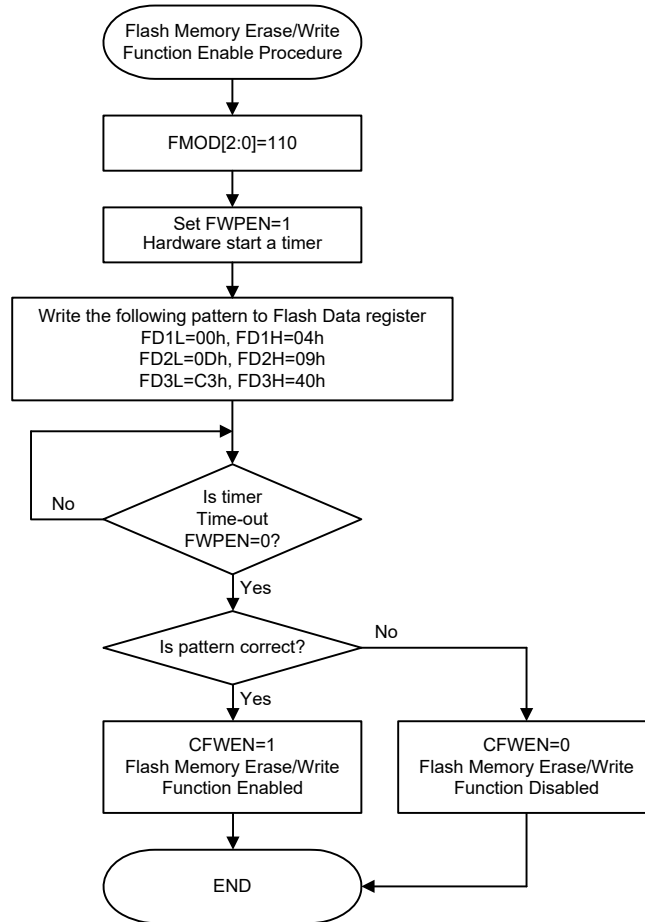 Flash Memory Erase/Write
Function Enable Procedure
FMOD[2:0]=110
Set FWPEN=1
Hardware start a timer
Write the following pattern to Flash Data register
FD1L=00h, FD1H=04h
FD2L=0Dh, FD2H=09h
FD3L=C3h, FD3H=40h
Is timer
Time-out
FWPEN=0?
No
Yes
Is pattern correct?
No
Yes
CFWEN=1
Flash Memory Erase/Write
Function Enabled
CFWEN=0
Flash Memory Erase/Write
Function Disabled
END